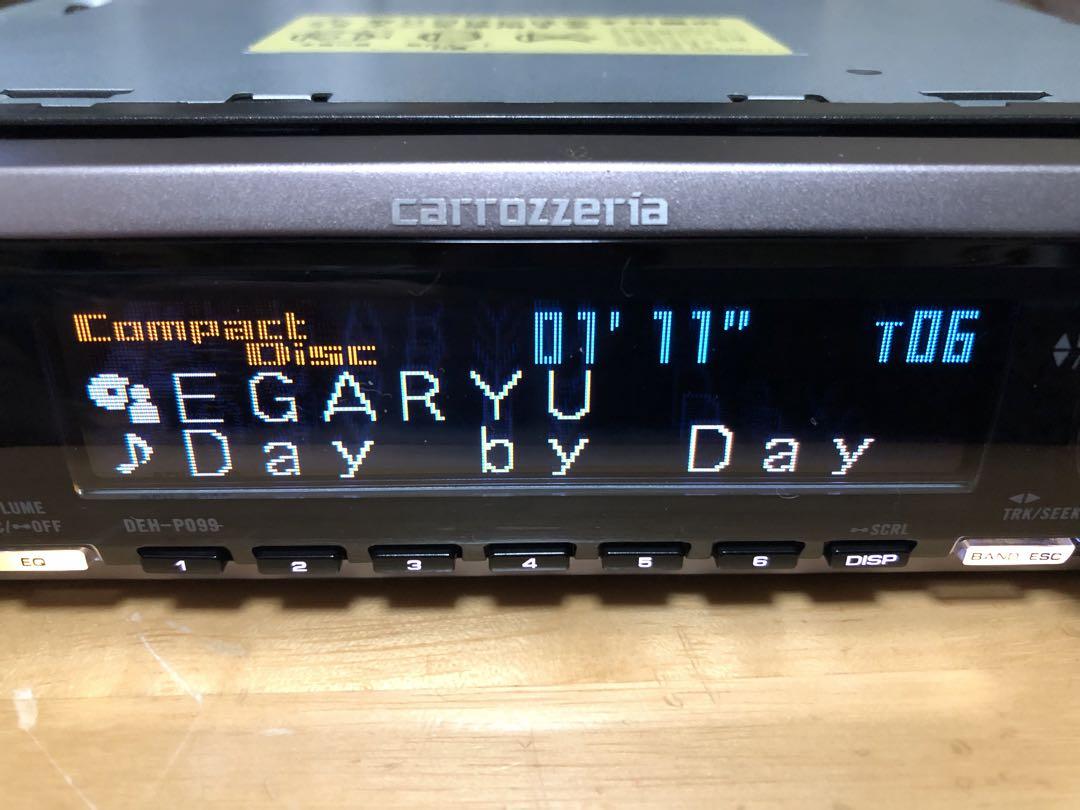 carrozzeria
Compact
Disc
01'11" T06
EGARYU
Day by Day
DEH-P099
SCRL
TRK/SEEK
OFF
EQ
1 2 3 4 5 6 DISP
BAND ESC